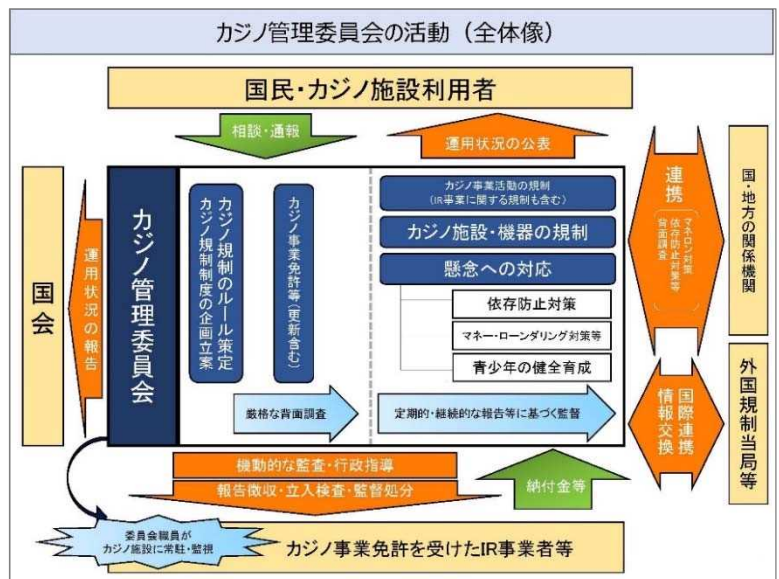 カジノ管理委員会の活動（全体像）
国民・カジノ施設利用者
相談・通報
運用状況の公表
国会
運用状況の報告
カジノ管理委員会
カジノ規制のルール策定
カジノ規制制度の企画立案
カジノ事業免許等（更新含む）
カジノ事業活動の規制
（IR事業に関する規制も含む）
カジノ施設・機器の規制
懸念への対応
依存防止対策
マネー・ローンダリング対策等
青少年の健全育成
厳格な背面調査
定期的・継続的な報告等に基づく監督
連携
マネロン対策
依存防止対策等
背面調査
国・地方の関係機関
国際連携
情報交換
外国規制当局等
機動的な監査・行政指導
報告徴収・立入検査・監督処分
納付金等
委員会職員が
カジノ施設に常駐・監視
カジノ事業免許を受けたIR事業者等